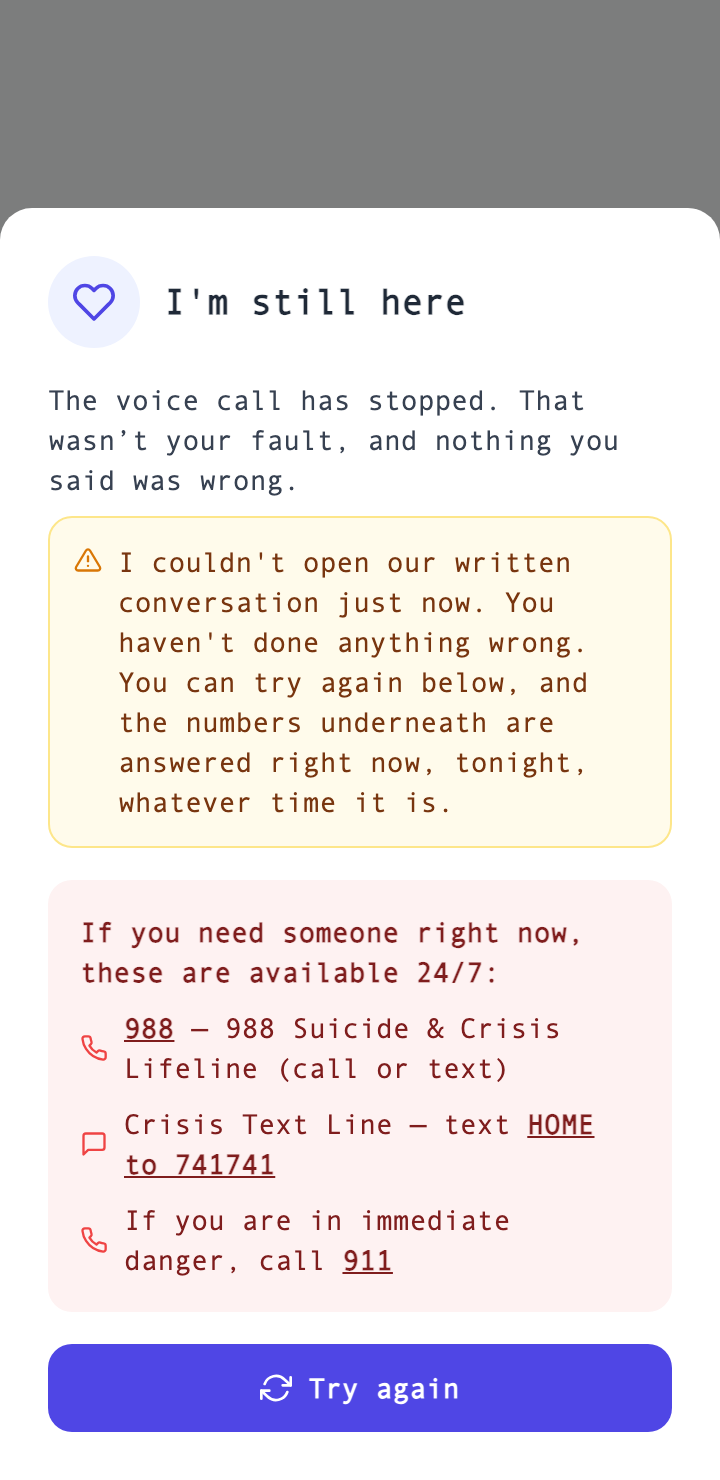 I'm still here
The voice call has stopped. That
wasn’t your fault, and nothing you
said was wrong.
I couldn't open our written
conversation just now. You
haven't done anything wrong.
You can try again below, and
the numbers underneath are
answered right now, tonight,
whatever time it is.
If you need someone right now,
these are available 24/7:
988 — 988 Suicide & Crisis
Lifeline (call or text)
Crisis Text Line — text HOME
to 741741
If you are in immediate
danger, call 911
Try again